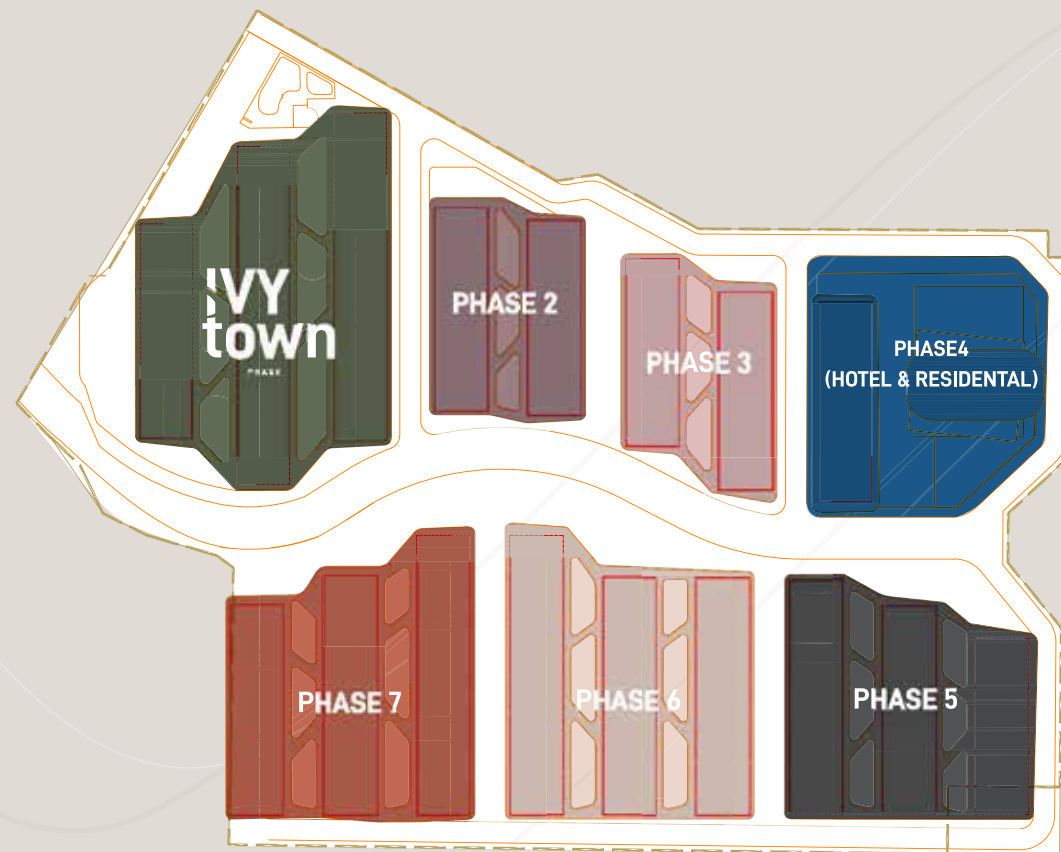 IVY
town
PHASE
PHASE 2
PHASE 3
PHASE4
(HOTEL & RESIDENTAL)
PHASE 7
PHASE 6
PHASE 5